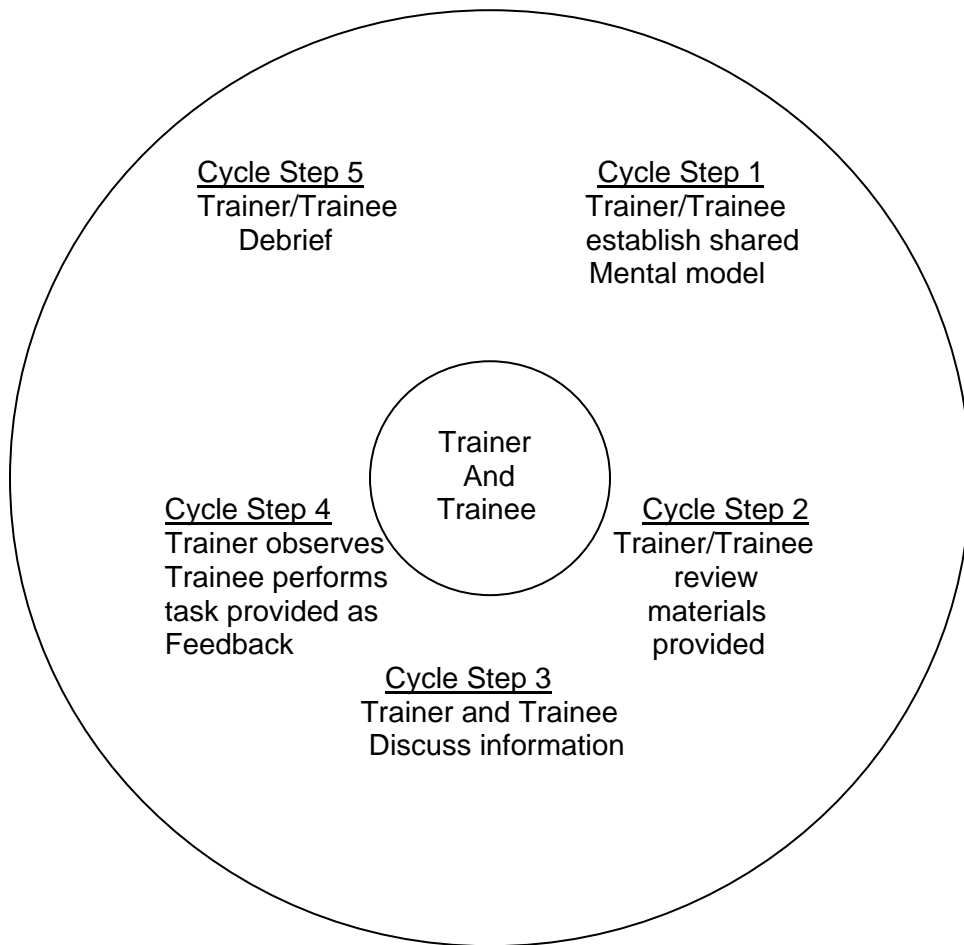 Cycle Step 5
Trainer/Trainee
Debrief
Cycle Step 1
Trainer/Trainee
establish shared
Mental model
Trainer
And
Trainee
Cycle Step 4
Trainer observes
Trainee performs
task provided as
Feedback
Cycle Step 2
Trainer/Trainee
review
materials
provided
Cycle Step 3
Trainer and Trainee
Discuss information